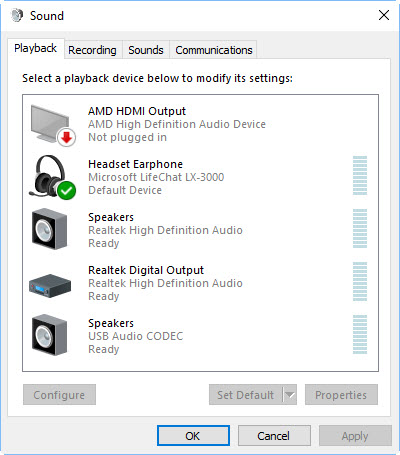 Sound
Playback Recording Sounds Communications
Select a playback device below to modify its settings:
AMD HDMI Output
AMD High Definition Audio Device
Not plugged in
Headset Earphone
Microsoft LifeChat LX-3000
Default Device
Speakers
Realtek High Definition Audio
Ready
Realtek Digital Output
Realtek High Definition Audio
Ready
Speakers
USB Audio CODEC
Ready
Configure Set Default Properties
OK Cancel Apply